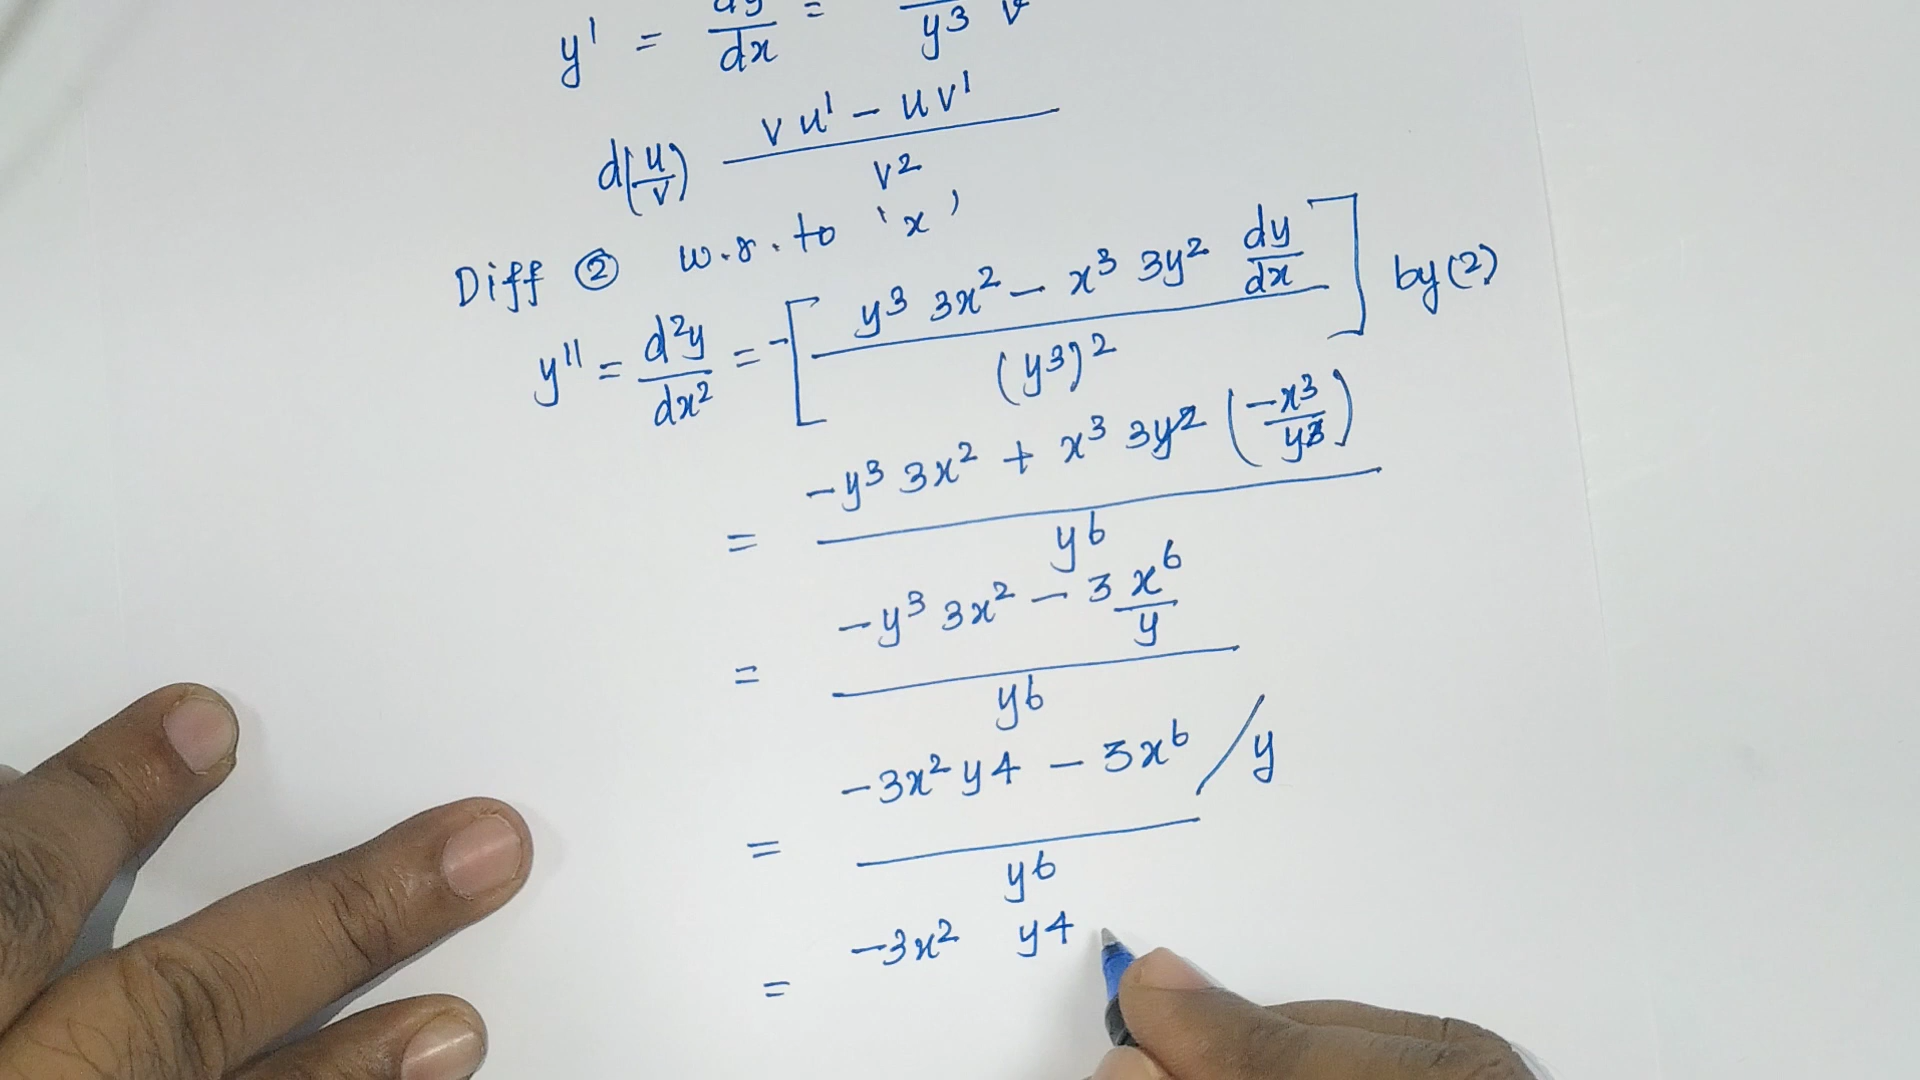 y' = dy/dx = /y3 v
d(u/v) vu' - uv' / v2
Diff ② w.r.to 'x'
y'' = d²y/dx² = -[ y3 3x² - x3 3y² dy/dx / (y3)² ] by (2)
= -y3 3x² + x3 3y² (-x3/y3) / y6
= -y3 3x² - 3 x6/y / y6
= -3x² y4 - 3x6 /y / y6
= -3x² y4